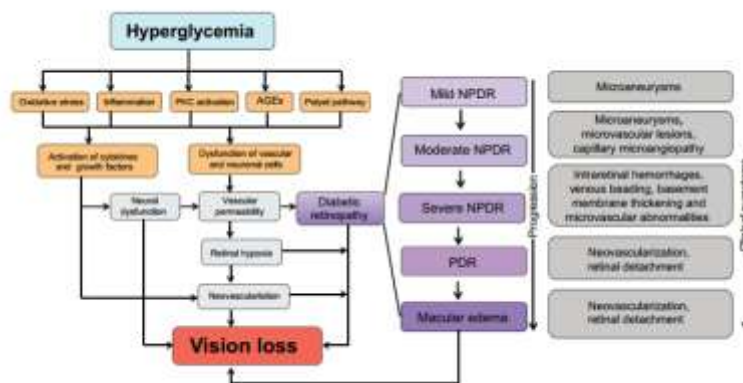 Hyperglycemia
Oxidative stress
Inflammation
PKC activation
AGEs
Polyol pathway
Activation of cytokines
and growth factors
Dysfunction of vascular
and neuronal cells
Neural
dysfunction
Vascular
permeability
Diabetic
retinopathy
Retinal hypoxia
Neovascularization
Vision loss
Mild NPDR
Moderate NPDR
Severe NPDR
PDR
Macular edema
Progression
Microaneurysms
Microaneurysms,
microvascular lesions,
capillary microangiopathy
Intraretinal hemorrhages,
venous beading, basement
membrane thickening and
microvascular abnormalities
Neovascularization,
retinal detachment
Neovascularization,
retinal detachment